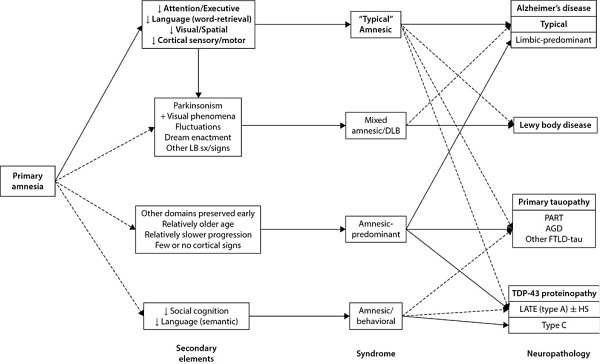 Primary
amnesia
↓ Attention/Executive
↓ Language (word-retrieval)
↓ Visual/Spatial
↓ Cortical sensory/motor
Parkinsonism
+ Visual phenomena
Fluctuations
Dream enactment
Other LB sx/signs
Other domains preserved early
Relatively older age
Relatively slower progression
Few or no cortical signs
↓ Social cognition
↓ Language (semantic)
Secondary
elements
"Typical"
Amnesic
Mixed
amnesic/DLB
Amnesic-
predominant
Amnesic/
behavioral
Syndrome
Alzheimer's disease
Typical
Limbic-predominant
Lewy body disease
Primary tauopathy
PART
AGD
Other FTLD-tau
TDP-43 proteinopathy
LATE (type A) ± HS
Type C
Neuropathology